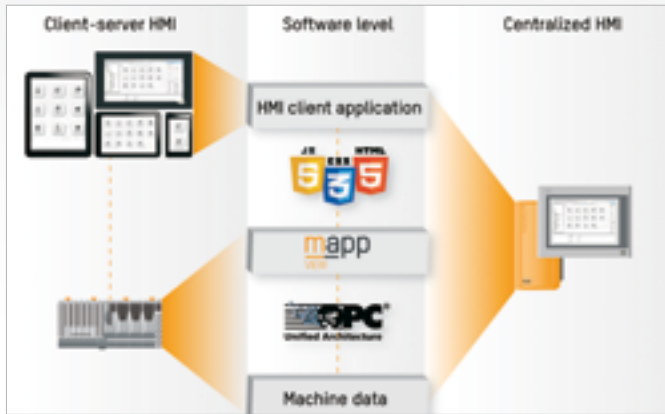 Client-server HMI
Software level
Centralized HMI
HMI client application
JS
CSS
HTML
5
3
5
mapp
VIEW
OPC
Unified Architecture
Machine data